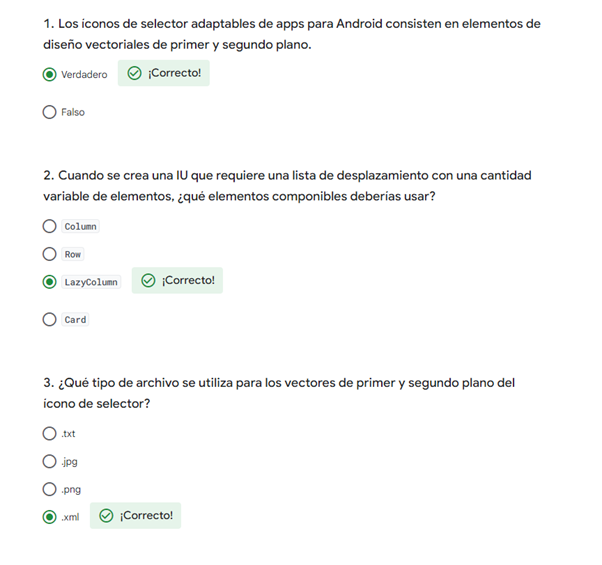 1. Los íconos de selector adaptables de apps para Android consisten en elementos de
diseño vectoriales de primer y segundo plano.
Verdadero ¡Correcto!
Falso
2. Cuando se crea una IU que requiere una lista de desplazamiento con una cantidad
variable de elementos, ¿qué elementos componibles deberías usar?
Column
Row
LazyColumn ¡Correcto!
Card
3. ¿Qué tipo de archivo se utiliza para los vectores de primer y segundo plano del
ícono de selector?
.txt
.jpg
.png
.xml ¡Correcto!